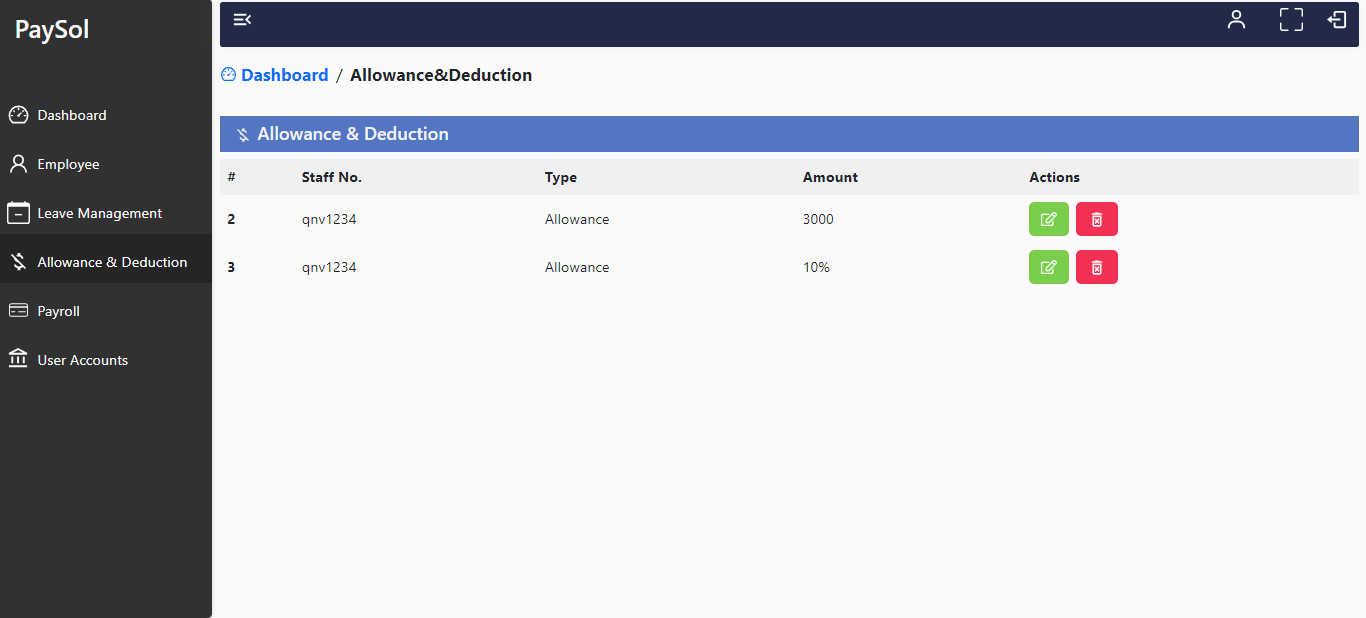 PaySol
Dashboard
Employee
Leave Management
Allowance & Deduction
Payroll
User Accounts
Dashboard / Allowance&Deduction
Allowance & Deduction
# Staff No. Type Amount Actions
2 qnv1234 Allowance 3000
3 qnv1234 Allowance 10%